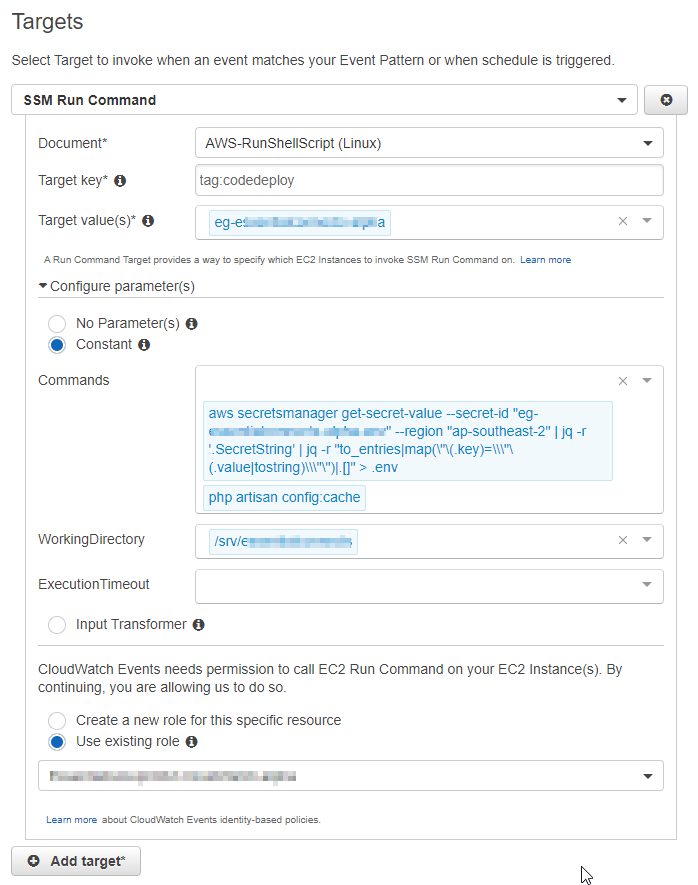 Targets
Select Target to invoke when an event matches your Event Pattern or when schedule is triggered.
SSM Run Command
Document*
AWS-RunShellScript (Linux)
Target key*
tag:codedeploy
Target value(s)*
A Run Command Target provides a way to specify which EC2 Instances to invoke SSM Run Command on. Learn more
Configure parameter(s)
No Parameter(s)
Constant
Commands
aws secretsmanager get-secret-value --secret-id "eg-
--region "ap-southeast-2" | jq -r
'.SecretString' | jq -r "to_entries|map(\"\(.key)=\\\"\
(.value|tostring)\\\"\")|.[]" > .env
php artisan config:cache
WorkingDirectory
ExecutionTimeout
Input Transformer
CloudWatch Events needs permission to call EC2 Run Command on your EC2 Instance(s). By
continuing, you are allowing us to do so.
Create a new role for this specific resource
Use existing role
Learn more about CloudWatch Events identity-based policies.
Add target*